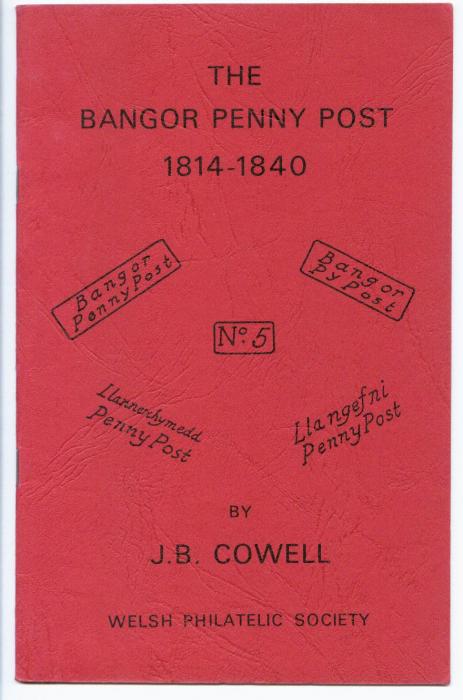 THE
BANGOR PENNY POST
1814-1840
Bangor
Penny Post
Bangor
Py Post
No. 5
Llannerchymedd
Penny Post
Llangefni
Penny Post
BY
J.B. COWELL
WELSH PHILATELIC SOCIETY